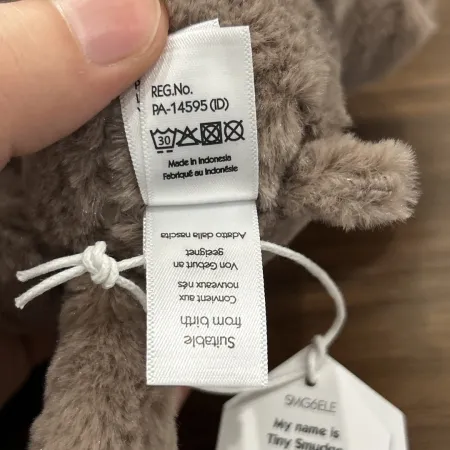 REG.No.
PA-14595 (ID)
30
Made in Indonesia
Fabriqué au Indonésie
Suitable
from birth
Convient aux
nouveaux nés
Von Geburt an
geeignet
Adatto dalla nascita
SMG6ELE
My name is
Tiny Smudge